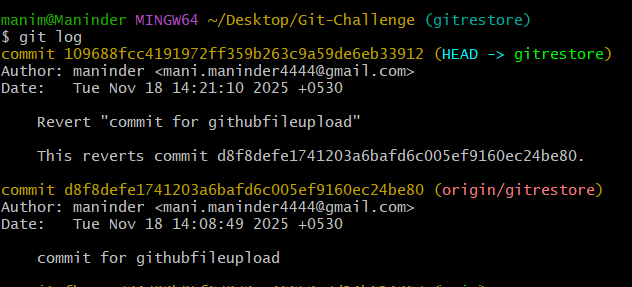 manim@Maninder MINGW64 ~/Desktop/Git-Challenge (gitrestore)
$ git log
commit 109688fcc4191972ff359b263c9a59de6eb33912 (HEAD -> gitrestore)
Author: maninder <mani.maninder4444@gmail.com>
Date:   Tue Nov 18 14:21:10 2025 +0530
Revert "commit for githubfileupload"
This reverts commit d8f8defe1741203a6bafd6c005ef9160ec24be80.
commit d8f8defe1741203a6bafd6c005ef9160ec24be80 (origin/gitrestore)
Author: maninder <mani.maninder4444@gmail.com>
Date:   Tue Nov 18 14:08:49 2025 +0530
commit for githubfileupload